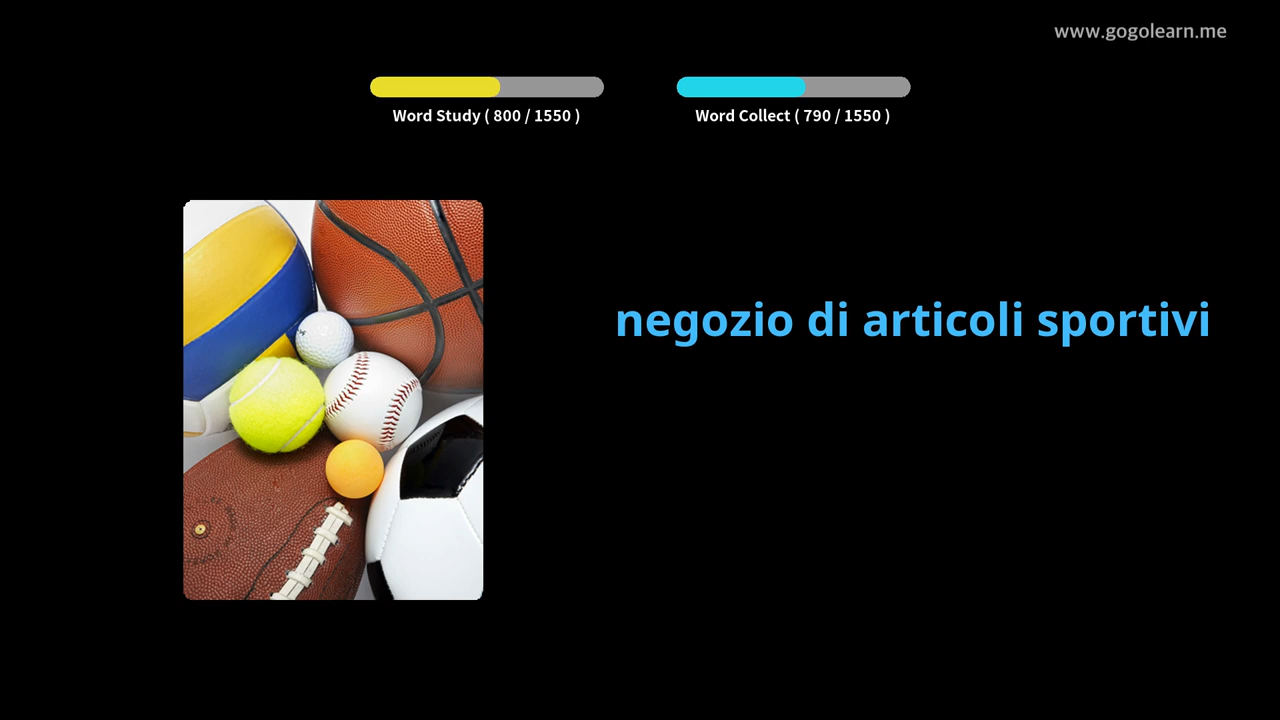 www.gogolearn.me
Word Study ( 800 / 1550 )
Word Collect ( 790 / 1550 )
negozio di articoli sportivi